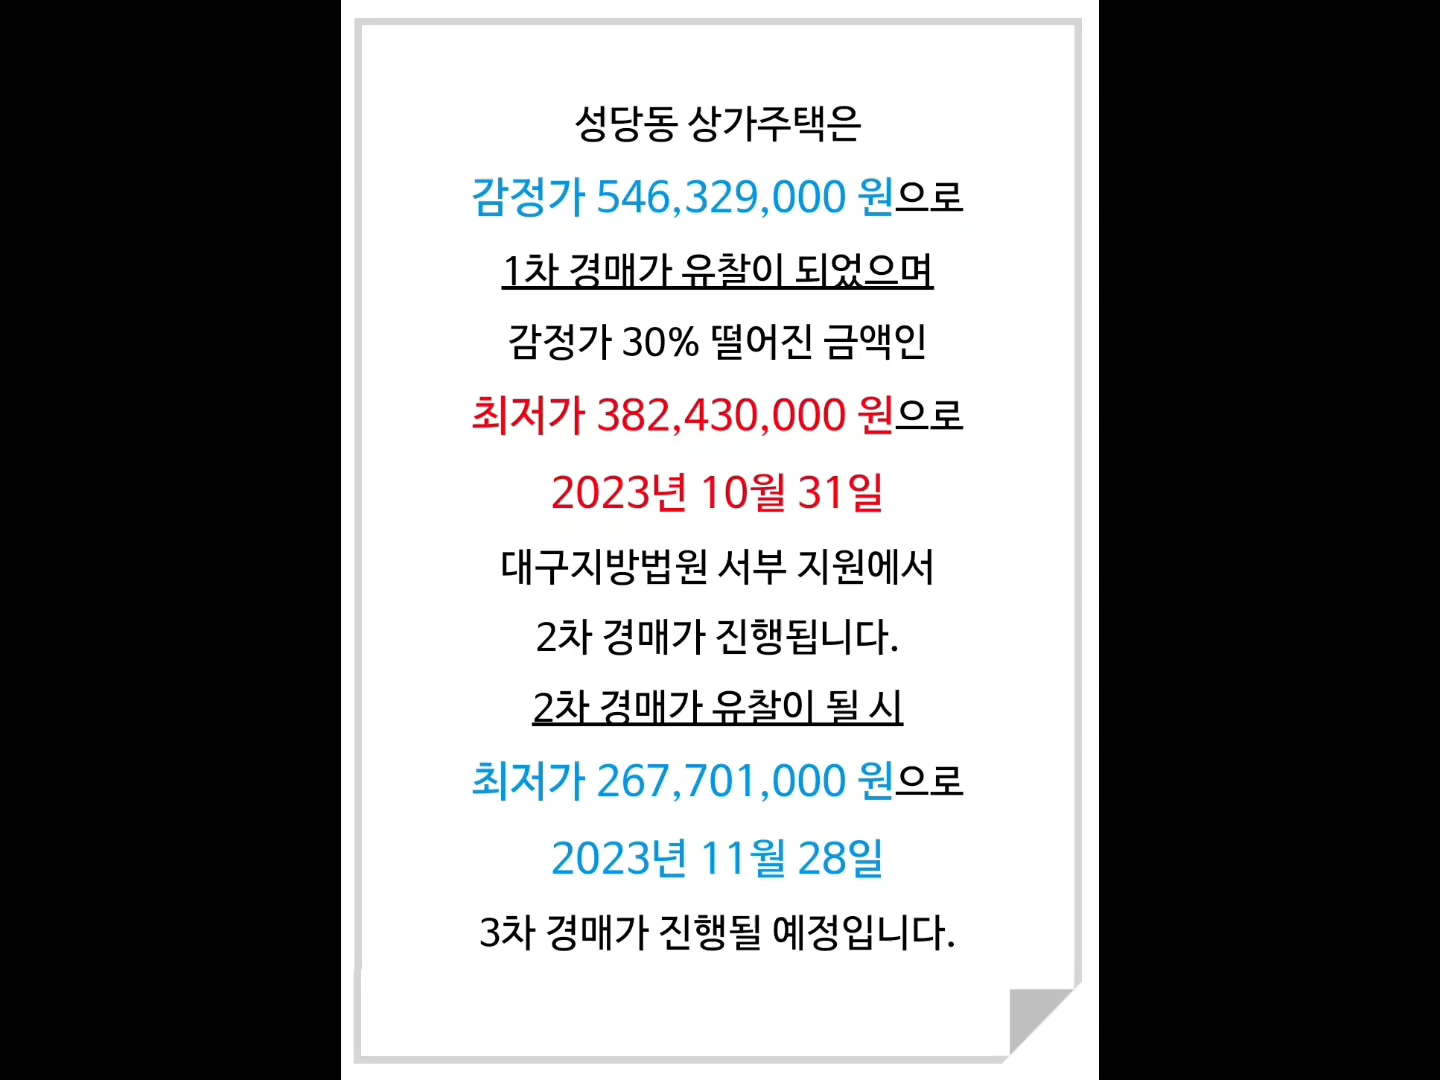 성당동 상가주택은
감정가 546,329,000 원으로
1차 경매가 유찰이 되었으며
감정가 30% 떨어진 금액인
최저가 382,430,000 원으로
2023년 10월 31일
대구지방법원 서부 지원에서
2차 경매가 진행됩니다.
2차 경매가 유찰이 될 시
최저가 267,701,000 원으로
2023년 11월 28일
3차 경매가 진행될 예정입니다.